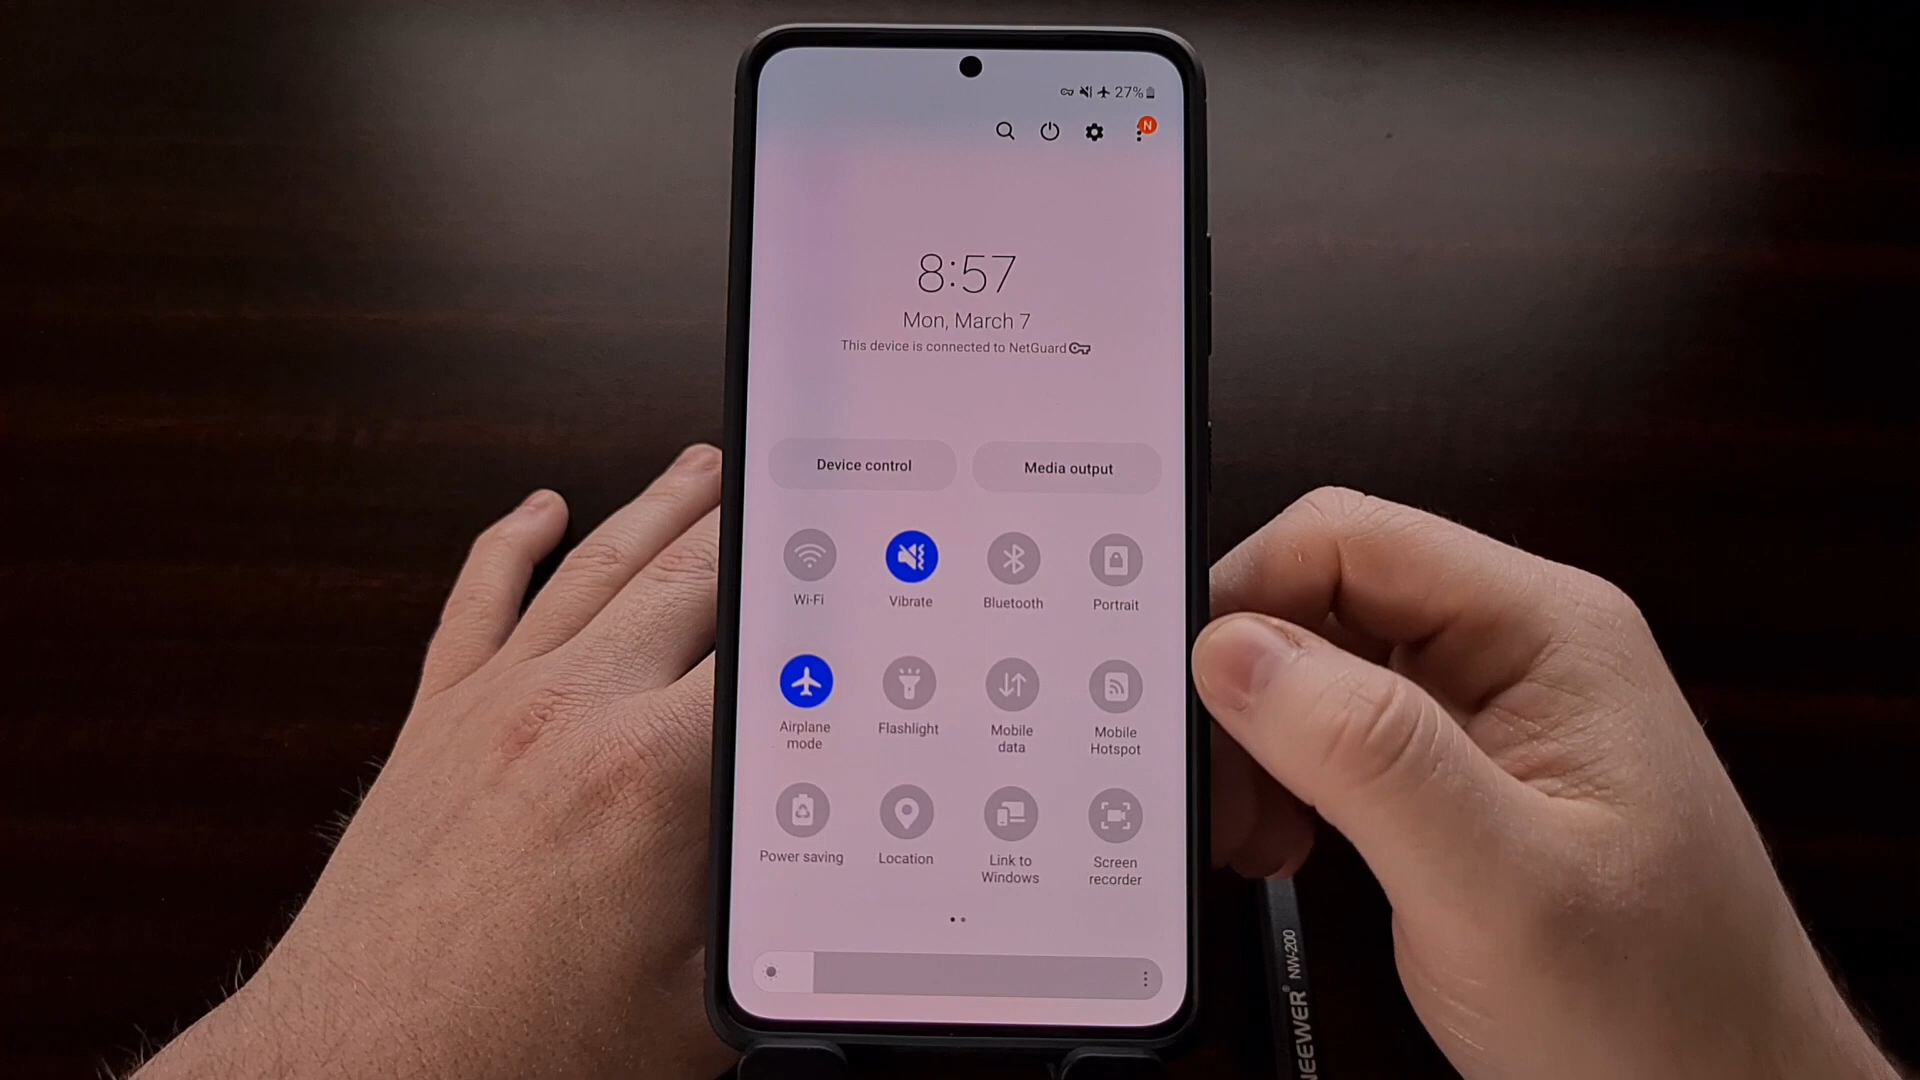 27%
N
8:57
Mon, March 7
This device is connected to NetGuard
Device control
Media output
Wi-Fi
Vibrate
Bluetooth
Portrait
Airplane
mode
Flashlight
Mobile
data
Mobile
Hotspot
Power saving
Location
Link to
Windows
Screen
recorder
NEEWER® NW-200